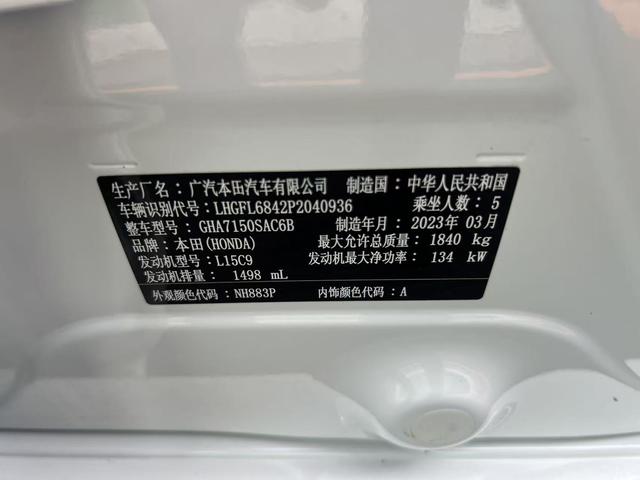 生产厂名：广汽本田汽车有限公司 制造国：中华人民共和国
车辆识别代号：LHGFL6842P2040936 乘坐人数：5
整车型号：GHA7150SAC6B 制造年月：2023年03月
品牌：本田(HONDA) 最大允许总质量：1840 kg
发动机型号：L15C9 发动机最大净功率：134 kW
发动机排量：1498 mL
外观颜色代码：NH883P 内饰颜色代码：A